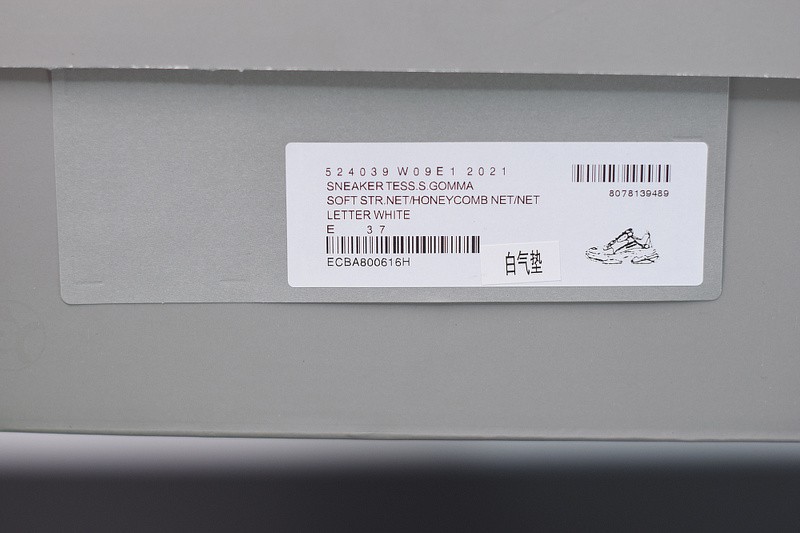 524039 W09E1 2021
SNEAKER TESS.S.GOMMA
SOFT STR.NET/HONEYCOMB NET/NET
LETTER WHITE
E 37
ECBA800616H
白气垫
8078139489